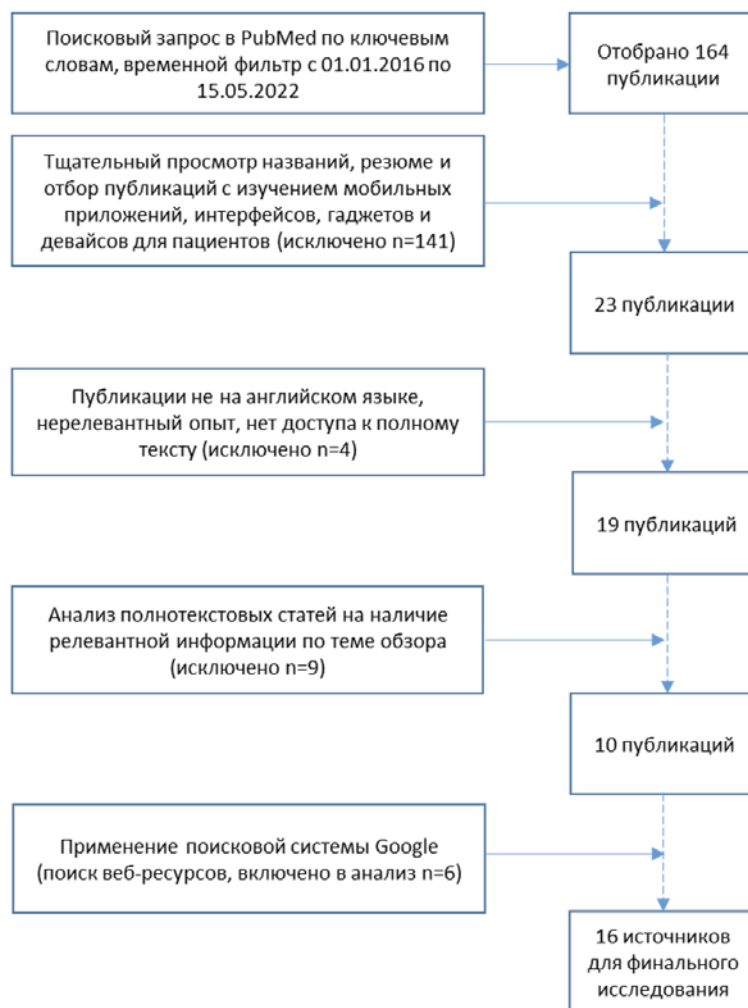 Поисковый запрос в PubMed по ключевым
словам, временной фильтр с 01.01.2016 по
15.05.2022
Отобрано 164
публикации
Тщательный просмотр названий, резюме и
отбор публикаций с изучением мобильных
приложений, интерфейсов, гаджетов и
девайсов для пациентов (исключено n=141)
23 публикации
Публикации не на английском языке,
нерелевантный опыт, нет доступа к полному
тексту (исключено n=4)
19 публикаций
Анализ полнотекстовых статей на наличие
релевантной информации по теме обзора
(исключено n=9)
10 публикаций
Применение поисковой системы Google
(поиск веб-ресурсов, включено в анализ n=6)
16 источников
для финального
исследования